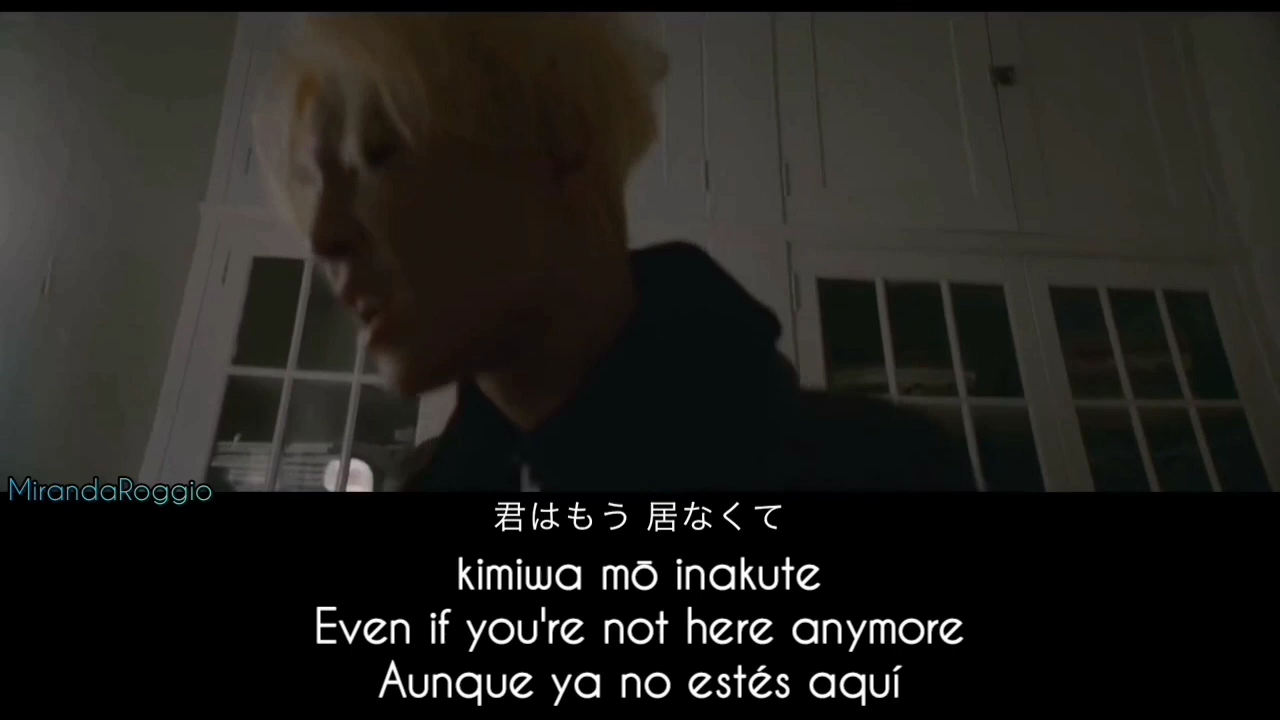 MirandaRoggio
君はもう 居なくて
kimiwa mō inakute
Even if you're not here anymore
Aunque ya no estés aquí